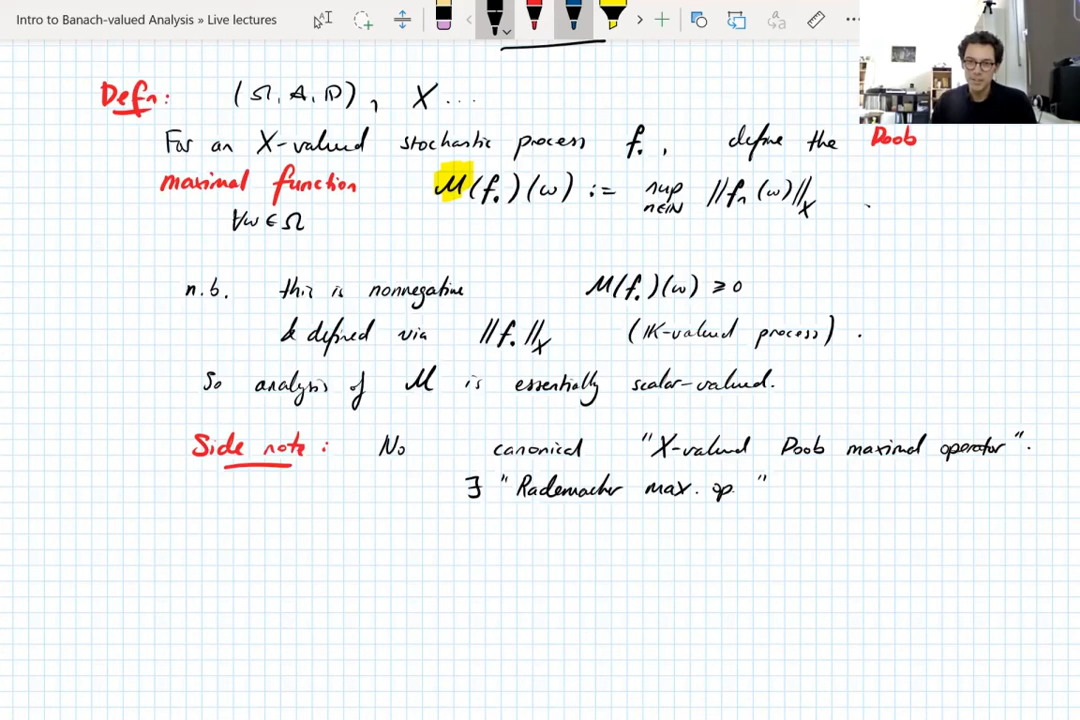 Intro to Banach-valued Analysis » Live lectures
Defn: (Ω, A, P), X...
For an X-valued stochastic process f., define the Doob
maximal function M(f.)(ω) := sup n∈ℕ ‖fₙ(ω)‖_X .
∀ω ∈ Ω
n.b. this is nonnegative M(f.)(ω) ≥ 0
& defined via ‖f.‖_X (𝕂-valued process).
So analysis of M is essentially scalar-valued.
Side note: No canonical "X-valued Doob maximal operator".
∃ "Rademacher max. op."